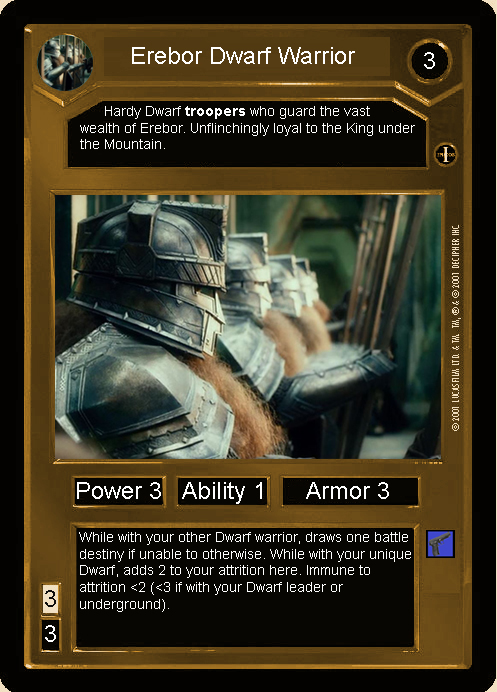 Erebor Dwarf Warrior
3
Hardy Dwarf troopers who guard the vast
wealth of Erebor. Unflinchingly loyal to the King under
the Mountain.
I
© 2001 LUCASFILM LTD. & TM. TM, ® & © 2001 DECIPHER INC.
Power 3
Ability 1
Armor 3
While with your other Dwarf warrior, draws one battle
destiny if unable to otherwise. While with your unique
Dwarf, adds 2 to your attrition here. Immune to
attrition <2 (<3 if with your Dwarf leader or
underground).
3
3